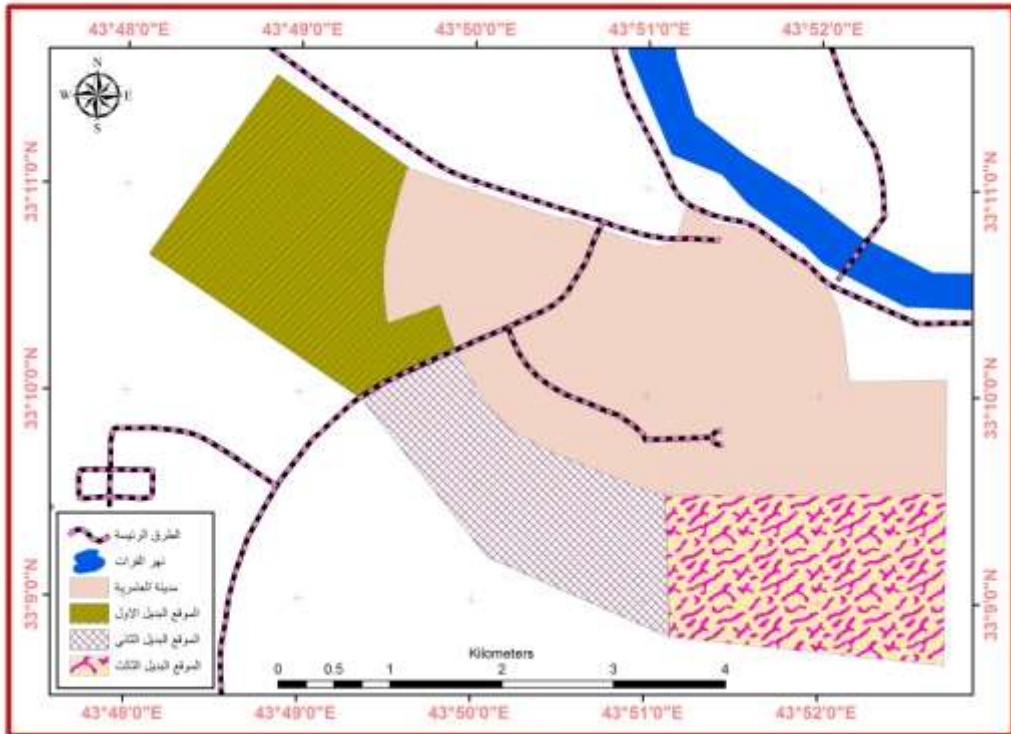 43°48'0"E 43°49'0"E 43°50'0"E 43°51'0"E 43°52'0"E
N
W E
S
33°11'0"N 33°11'0"N
33°10'0"N 33°10'0"N
33°9'0"N 33°9'0"N
الطرق الرئيسة
نهر الفرات
مدينة العامرية
الموقع البديل الاول
الموقع البديل الثاني
الموقع البديل الثالث
Kilometers
0 0.5 1 2 3 4
43°48'0"E 43°49'0"E 43°50'0"E 43°51'0"E 43°52'0"E